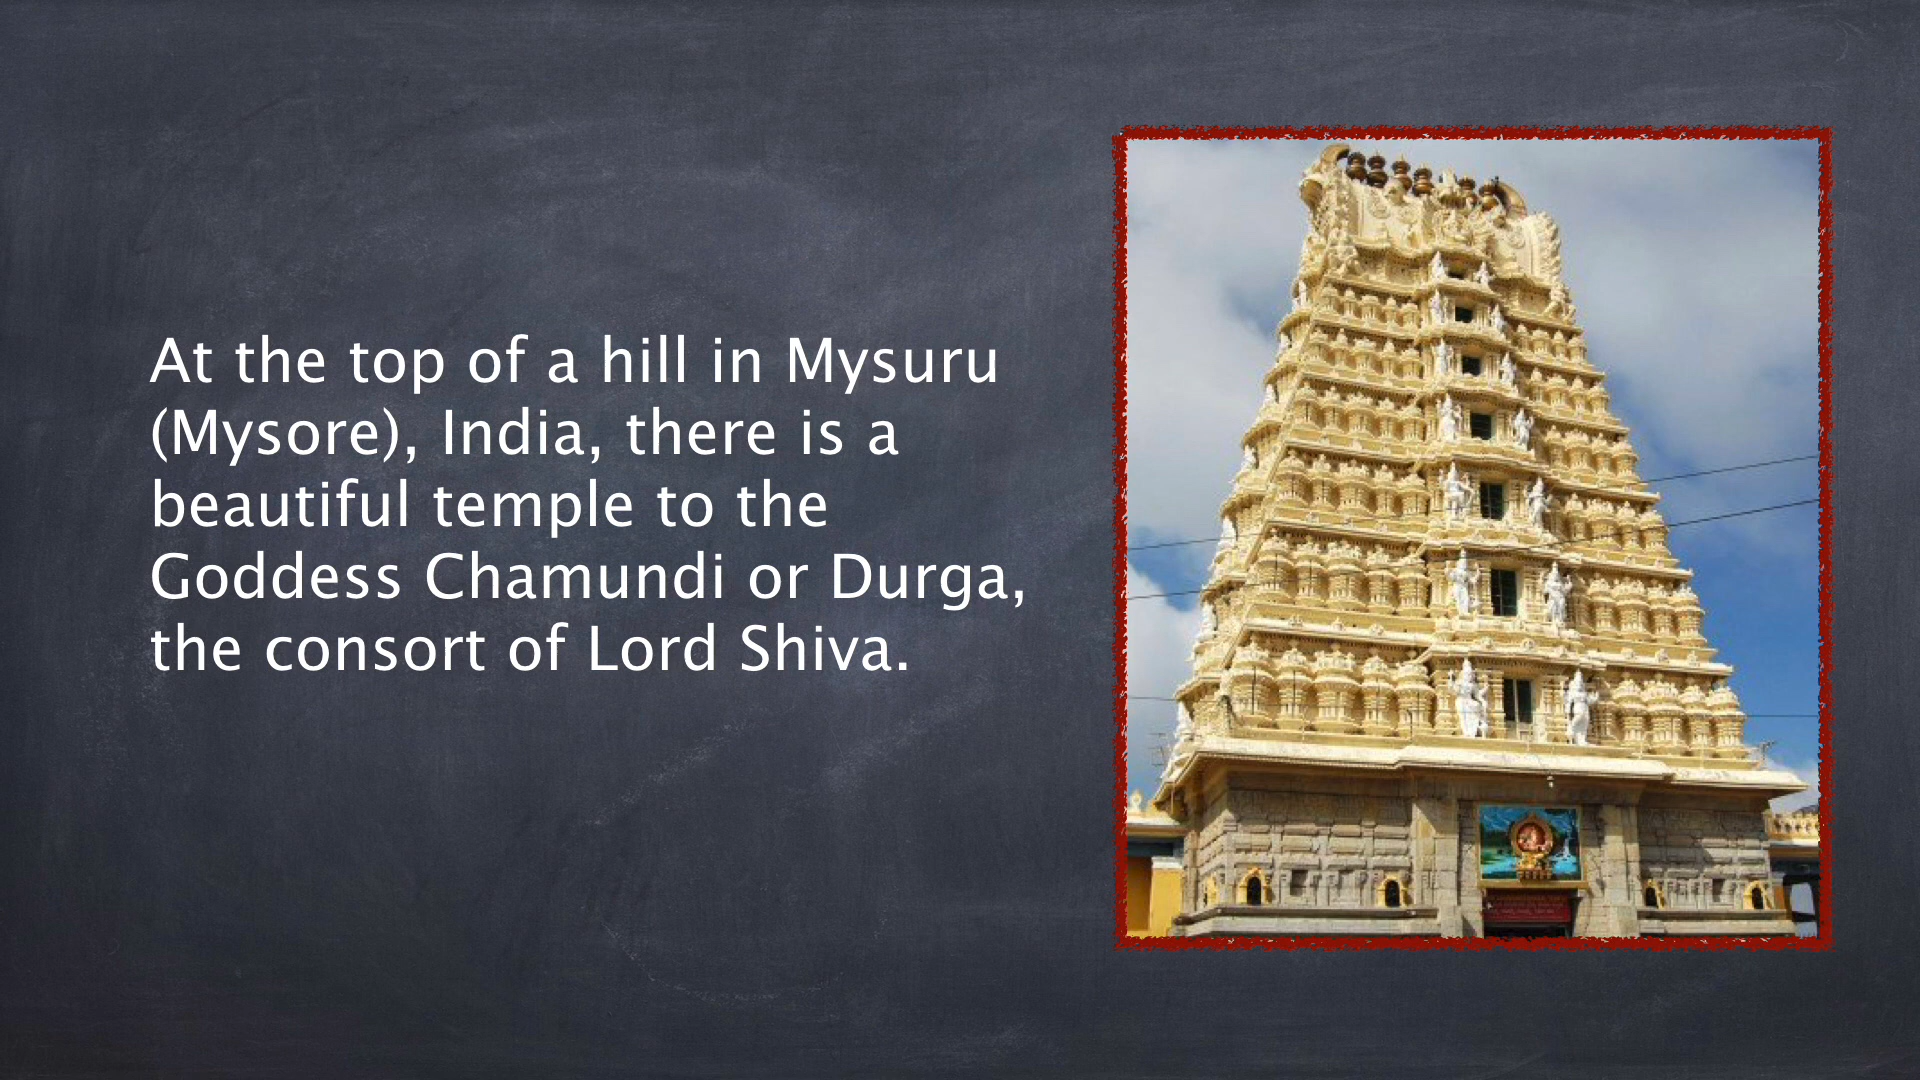 At the top of a hill in Mysuru
(Mysore), India, there is a
beautiful temple to the
Goddess Chamundi or Durga,
the consort of Lord Shiva.